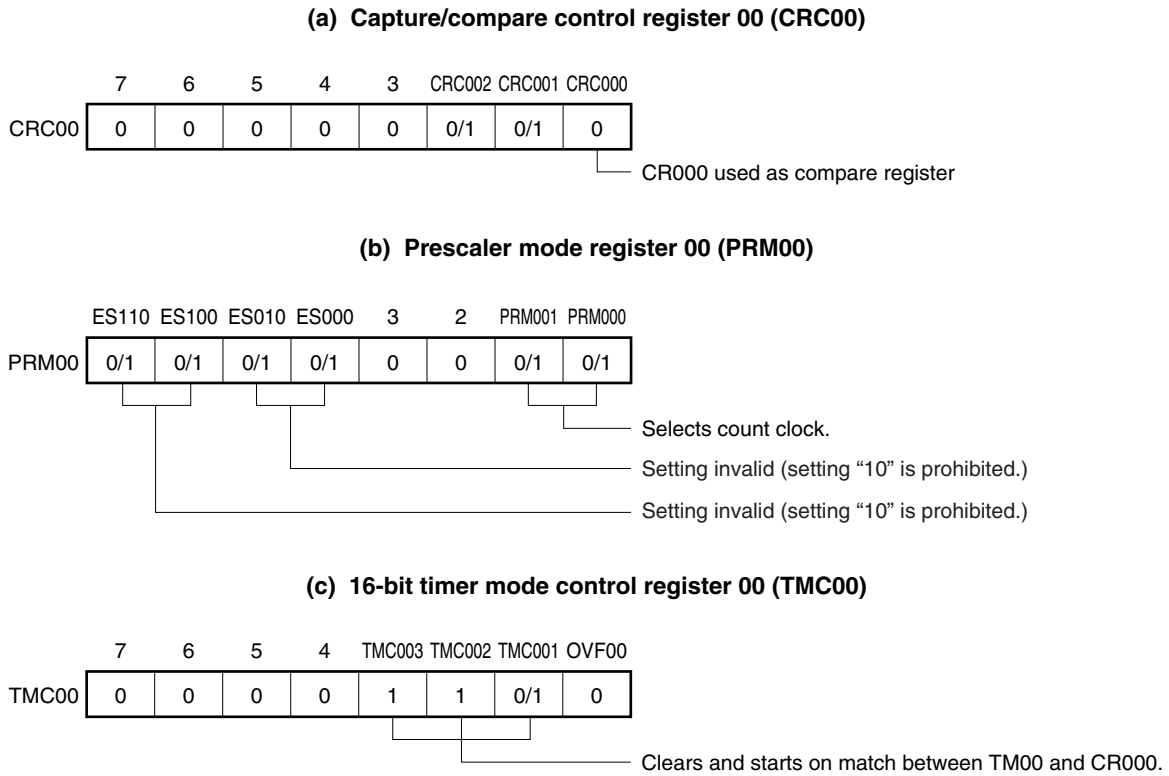 (a) Capture/compare control register 00 (CRC00)
7 6 5 4 3 CRC002 CRC001 CRC000
CRC00 0 0 0 0 0 0/1 0/1 0
CR000 used as compare register
(b) Prescaler mode register 00 (PRM00)
ES110 ES100 ES010 ES000 3 2 PRM001 PRM000
PRM00 0/1 0/1 0/1 0/1 0 0 0/1 0/1
Selects count clock.
Setting invalid (setting “10” is prohibited.)
Setting invalid (setting “10” is prohibited.)
(c) 16-bit timer mode control register 00 (TMC00)
7 6 5 4 TMC003 TMC002 TMC001 OVF00
TMC00 0 0 0 0 1 1 0/1 0
Clears and starts on match between TM00 and CR000.